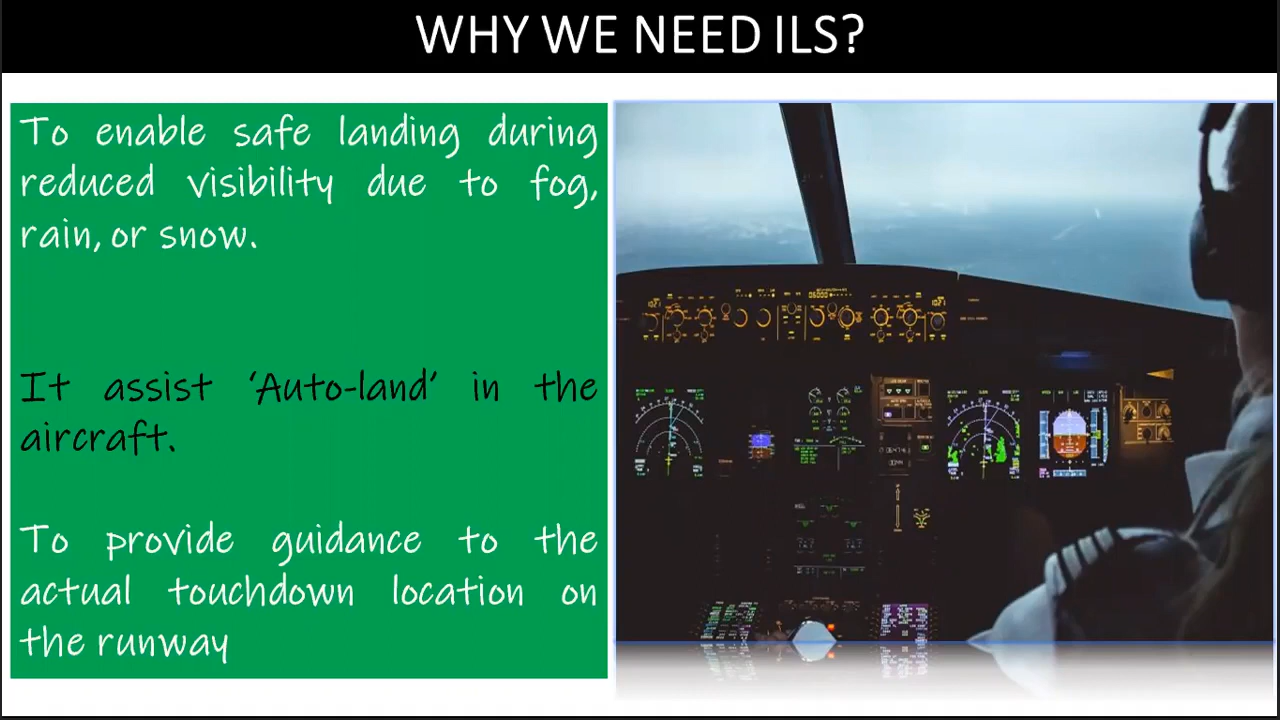 WHY WE NEED ILS?
To enable safe landing during
reduced visibility due to fog,
rain, or snow.
It assist ‘Auto-land’ in the
aircraft.
To provide guidance to the
actual touchdown location on
the runway